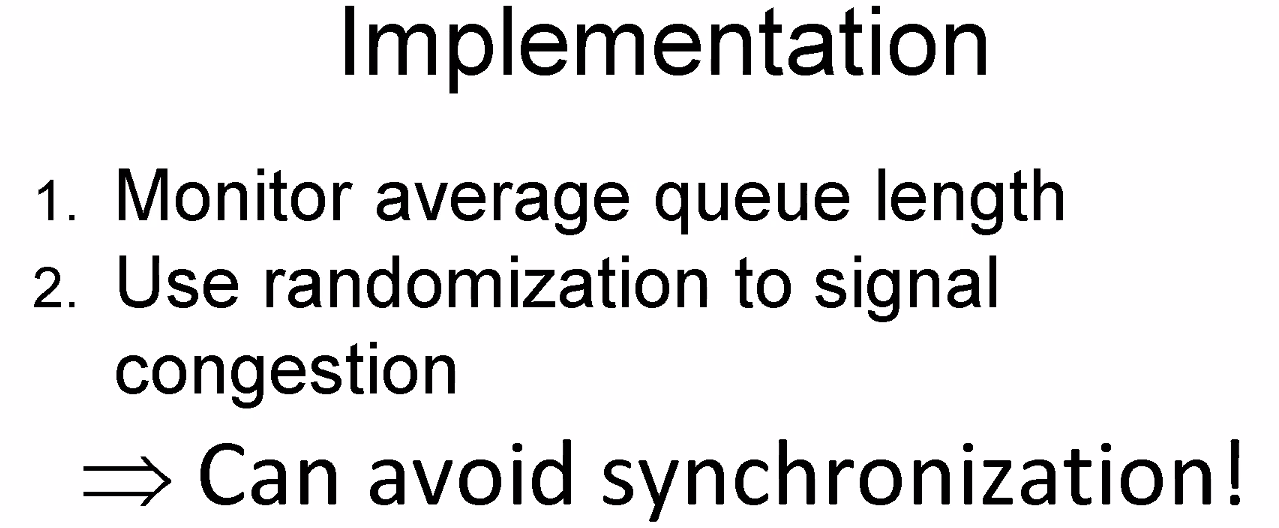 Implementation
1. Monitor average queue length
2. Use randomization to signal
congestion
⇒ Can avoid synchronization!